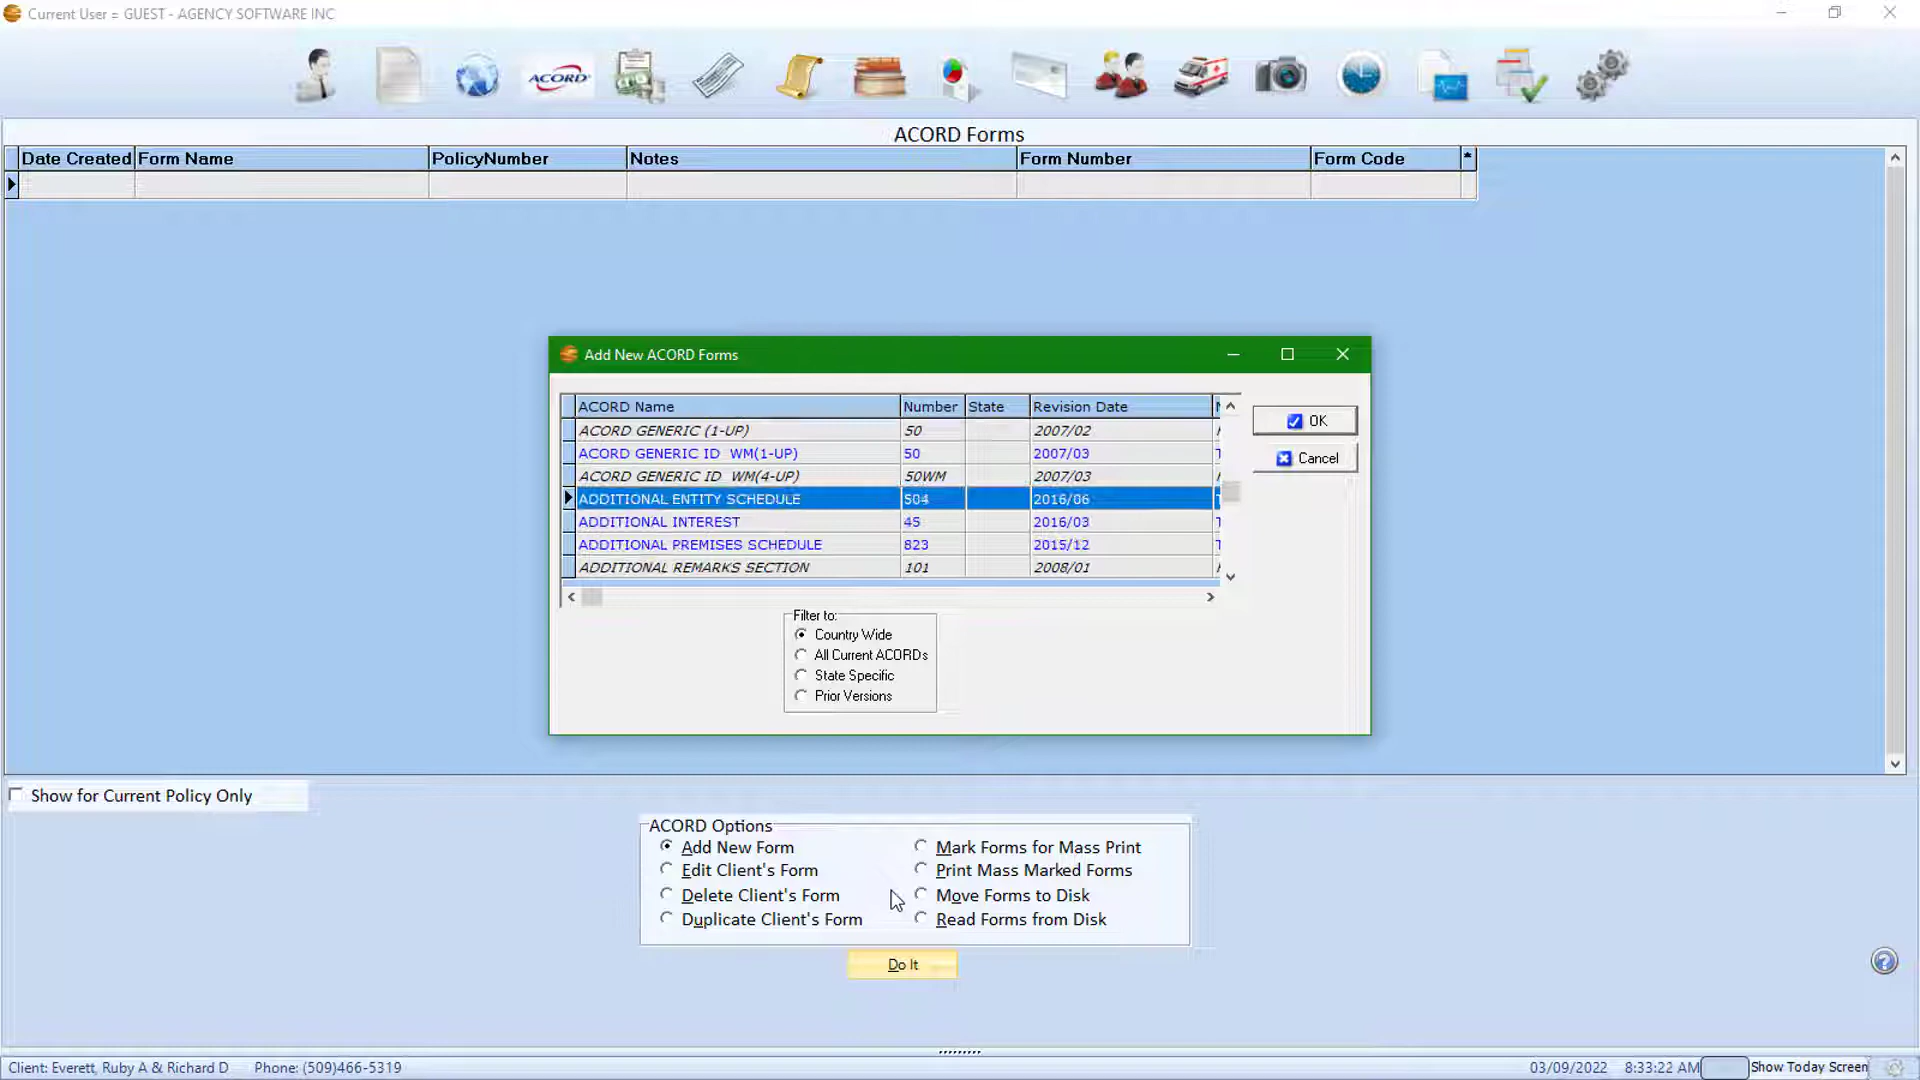 Current User = GUEST - AGENCY SOFTWARE INC
ACORD
ACORD Forms
Date Created Form Name PolicyNumber Notes Form Number Form Code *
Add New ACORD Forms
ACORD Name Number State Revision Date
ACORD GENERIC (1-UP) 50 2007/02
ACORD GENERIC ID WM(1-UP) 50 2007/03
ACORD GENERIC ID WM(4-UP) 50WM 2007/03
ADDITIONAL ENTITY SCHEDULE 504 2016/06
ADDITIONAL INTEREST 45 2016/03
ADDITIONAL PREMISES SCHEDULE 823 2015/12
ADDITIONAL REMARKS SECTION 101 2008/01
OK
Cancel
Filter to:
Country Wide
All Current ACORDs
State Specific
Prior Versions
Show for Current Policy Only
ACORD Options
Add New Form
Edit Client's Form
Delete Client's Form
Duplicate Client's Form
Mark Forms for Mass Print
Print Mass Marked Forms
Move Forms to Disk
Read Forms from Disk
Do It
Client: Everett, Ruby A & Richard D Phone: (509)466-5319 03/09/2022 8:33:22 AM Show Today Screen